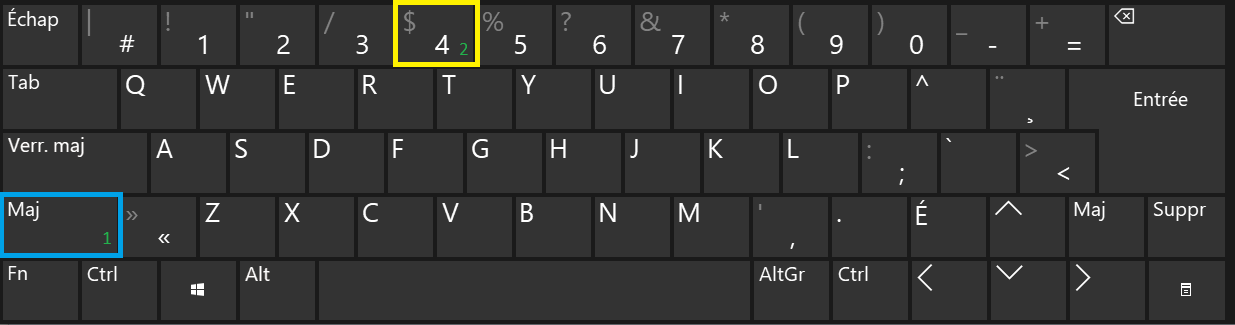 Échap | # ! 1 " 2 / 3 $ 4 2 % 5 ? 6 & 7 * 8 ( 9 ) 0 _ - + =
Tab Q W E R T Y U I O P ^ ¨ ¸ Entrée
Verr. maj A S D F G H J K L : ; ` > <
Maj 1 » « Z X C V B N M ' , . É Maj Suppr
Fn Ctrl Alt AltGr Ctrl